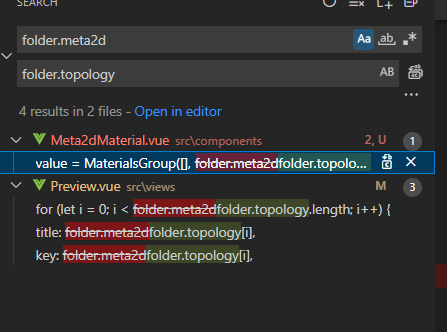 SEARCH
folder.meta2d
Aa ab .*
folder.topology
AB
...
4 results in 2 files - Open in editor
Meta2dMaterial.vue src\components 2, U 1
value = MaterialsGroup([], folder.meta2dfolder.topolo...
Preview.vue src\views M 3
for (let i = 0; i < folder.meta2dfolder.topology.length; i++) {
title: folder.meta2dfolder.topology[i],
key: folder.meta2dfolder.topology[i],